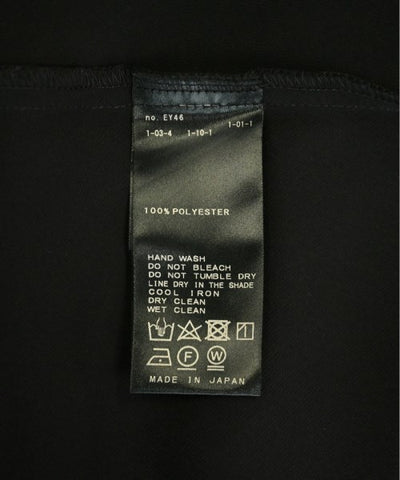 no. EY46
1-01-1
1-03-4 1-10-1
100% POLYESTER
HAND WASH
DO NOT BLEACH
DO NOT TUMBLE DRY
LINE DRY IN THE SHADE
COOL IRON
DRY CLEAN
WET CLEAN
F W
MADE IN JAPAN